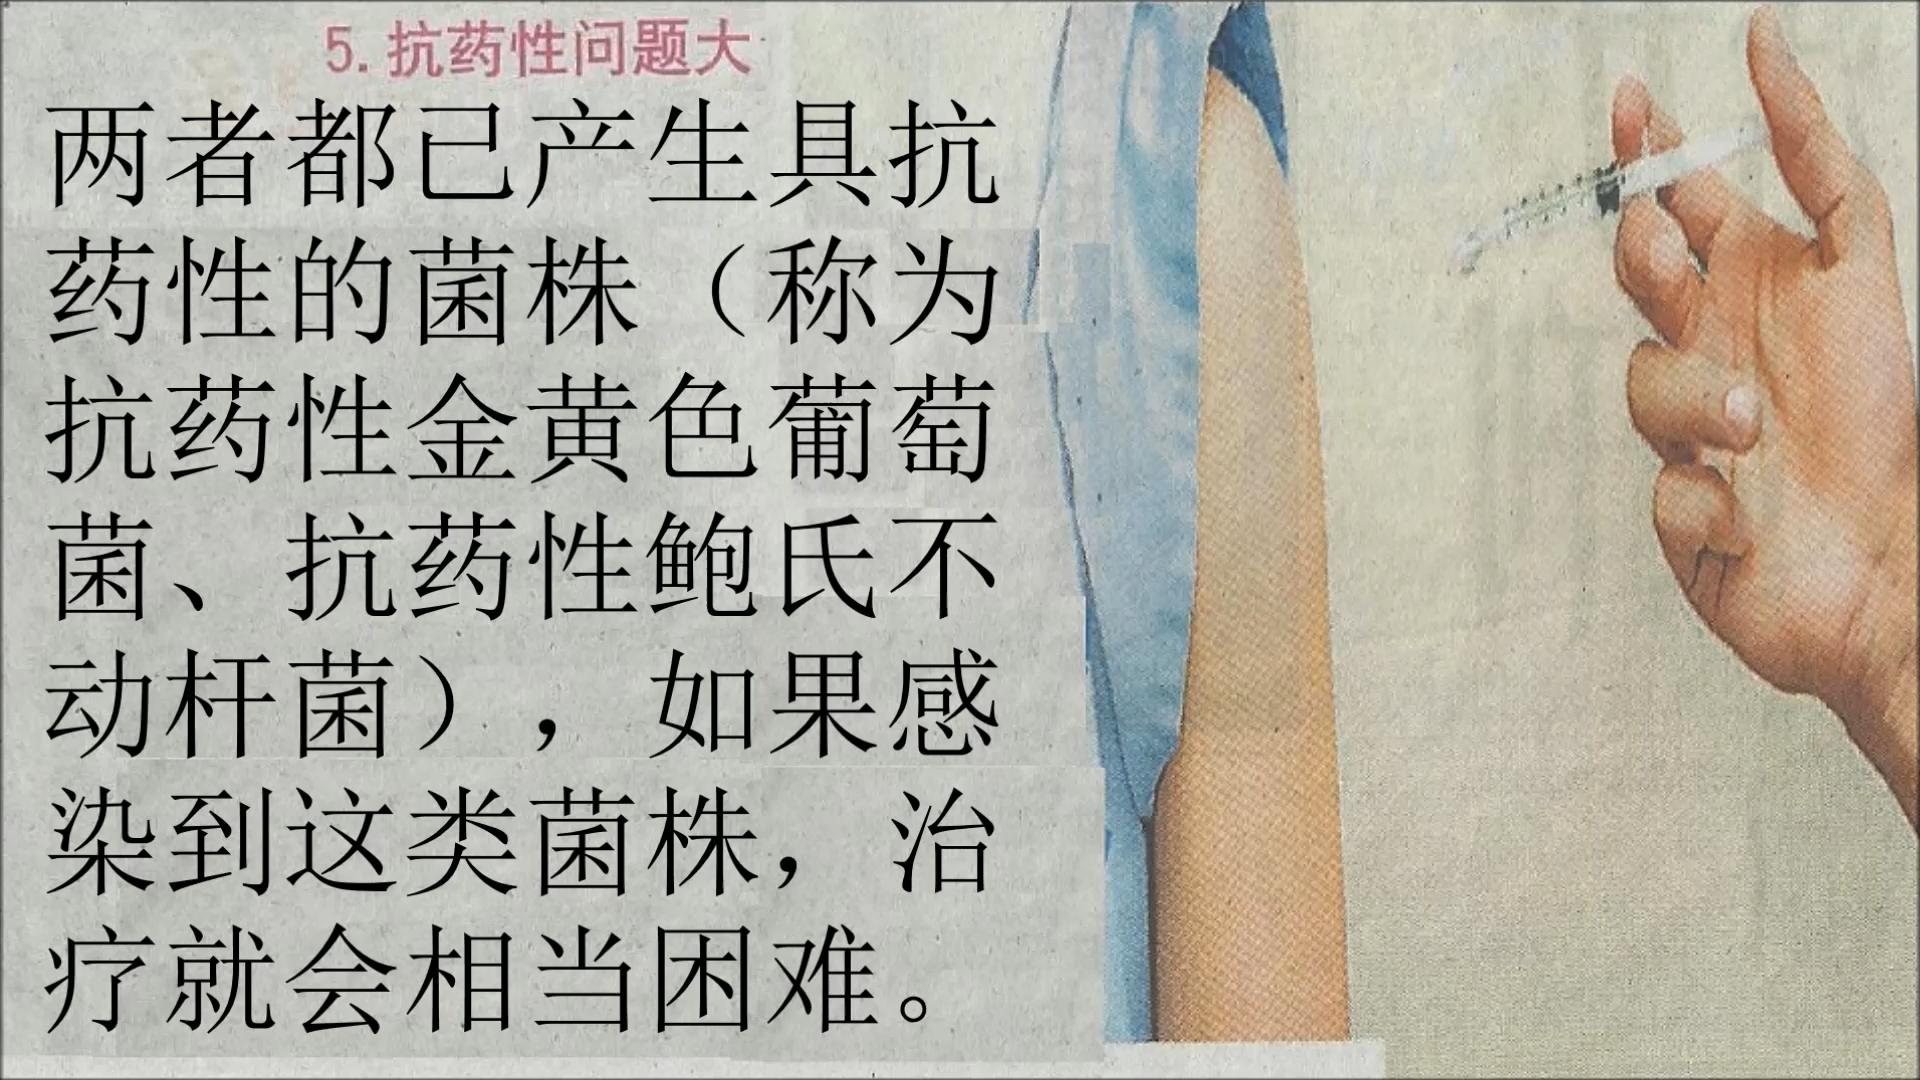 5.抗药性问题大
两者都已产生具抗
药性的菌株（称为
抗药性金黄色葡萄
菌、抗药性鲍氏不
动杆菌），如果感
染到这类菌株，治
疗就会相当困难。